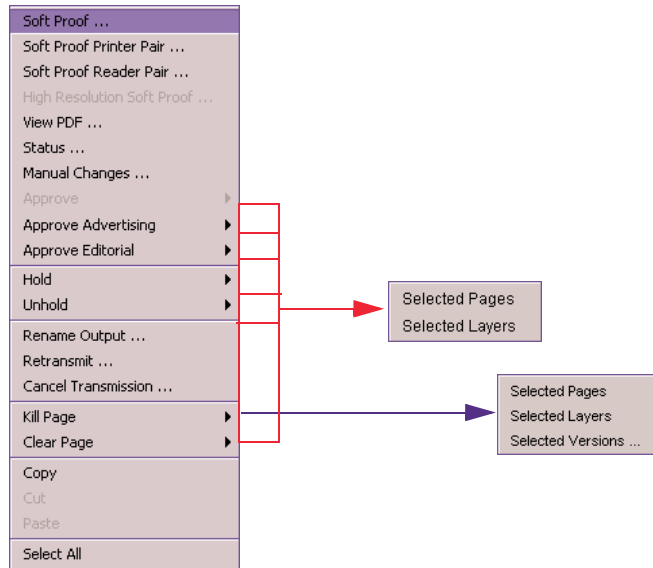 Soft Proof ...
Soft Proof Printer Pair ...
Soft Proof Reader Pair ...
High Resolution Soft Proof ...
View PDF ...
Status ...
Manual Changes ...
Approve
Approve Advertising
Approve Editorial
Hold
Unhold
Rename Output ...
Retransmit ...
Cancel Transmission ...
Kill Page
Clear Page
Copy
Cut
Paste
Select All
Selected Pages
Selected Layers
Selected Pages
Selected Layers
Selected Versions ...